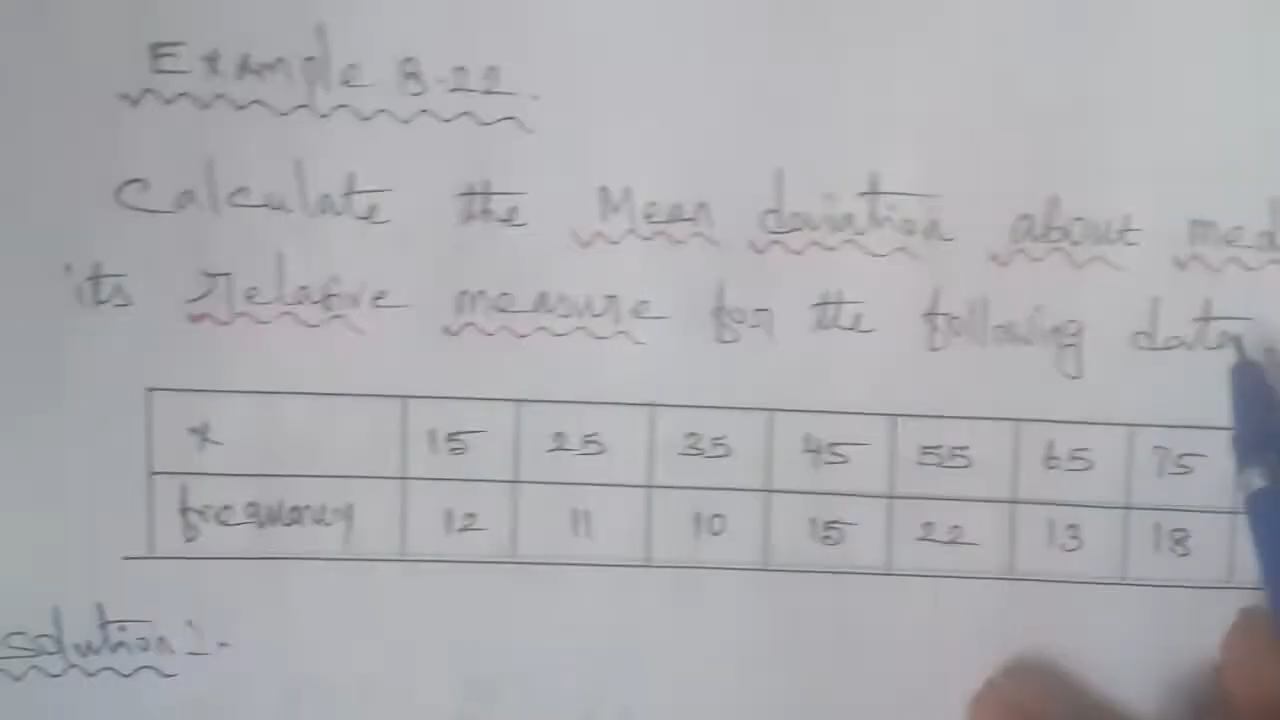 Example 8.22.
Calculate the Mean deviation about med
its relative measure for the following data.
x 15 25 35 45 55 65 75
frequency 12 11 10 15 22 13 18
solution :-